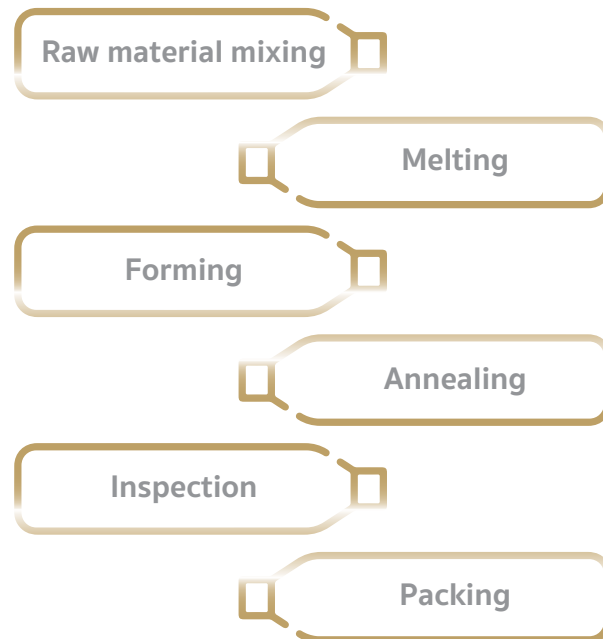 Raw material mixing
Melting
Forming
Annealing
Inspection
Packing